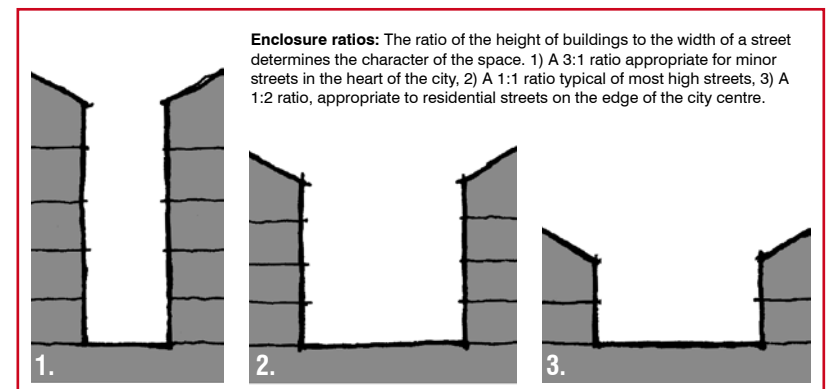 Enclosure ratios: The ratio of the height of buildings to the width of a street
determines the character of the space. 1) A 3:1 ratio appropriate for minor
streets in the heart of the city, 2) A 1:1 ratio typical of most high streets, 3) A
1:2 ratio, appropriate to residential streets on the edge of the city centre.
1.
2.
3.